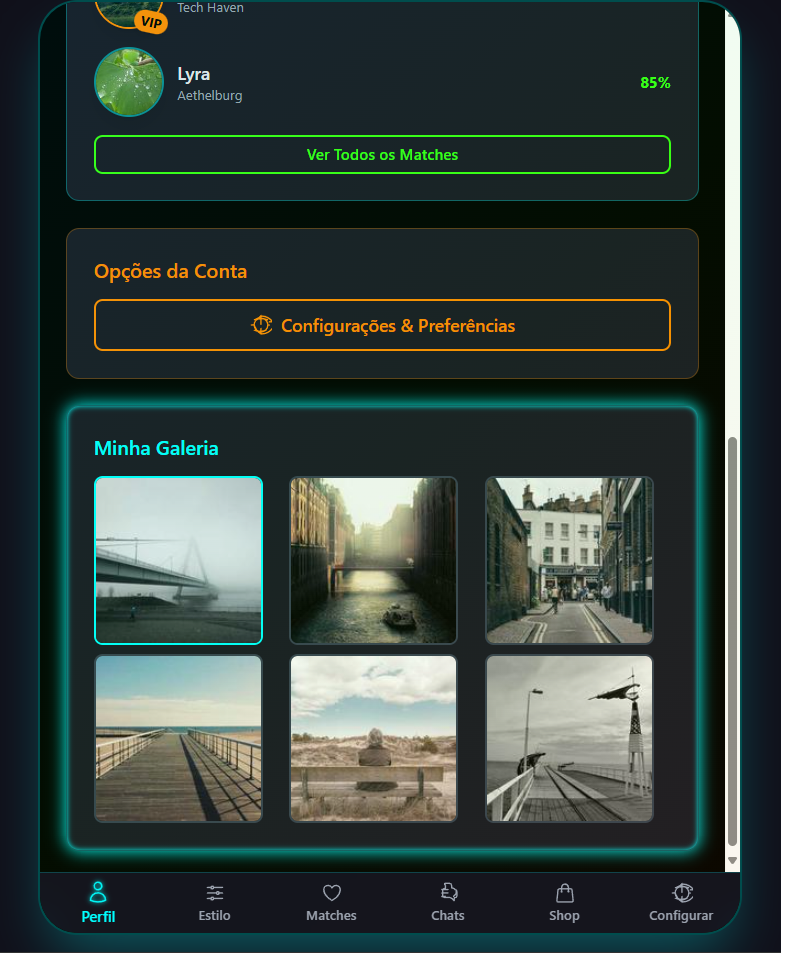 Tech Haven
VIP
Lyra
Aethelburg
85%
Ver Todos os Matches
Opções da Conta
Configurações & Preferências
Minha Galeria
Perfil
Estilo
Matches
Chats
Shop
Configurar